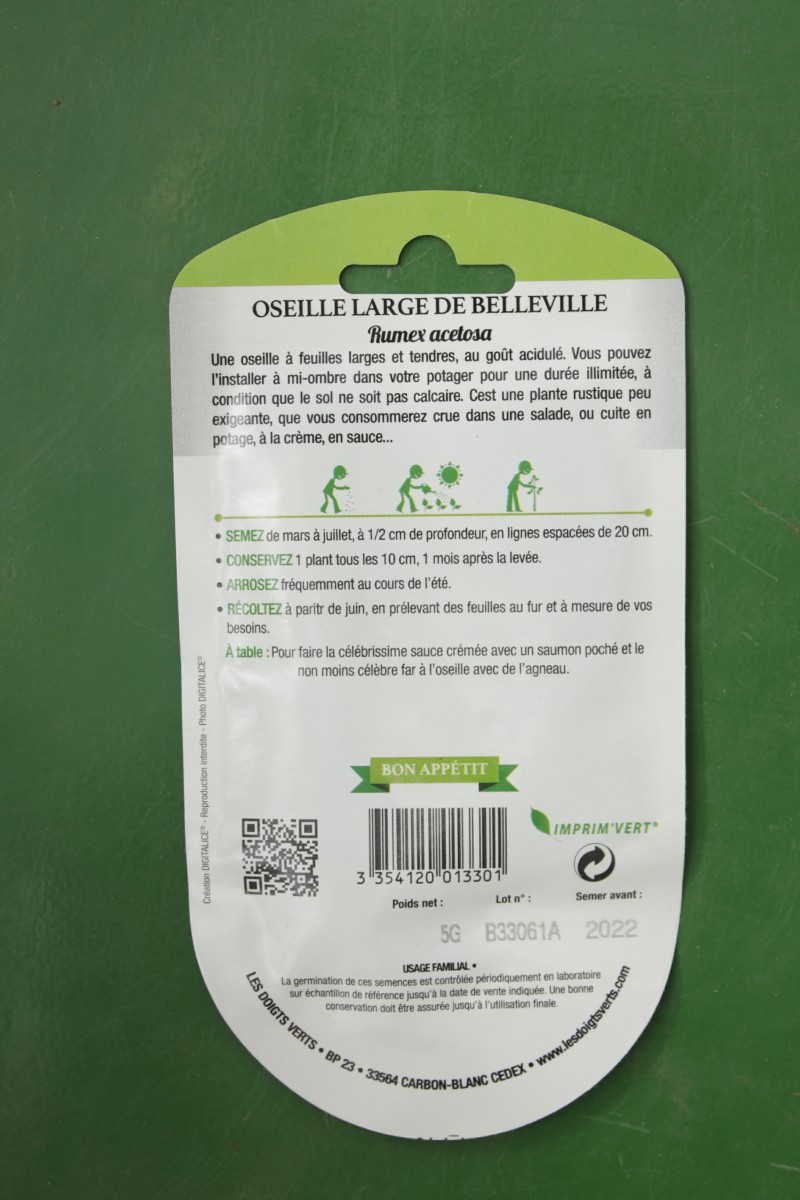 OSEILLE LARGE DE BELLEVILLE
Rumex acetosa
Une oseille à feuilles larges et tendres, au goût acidulé. Vous pouvez
l'installer à mi-ombre dans votre potager pour une durée illimitée, à
condition que le sol ne soit pas calcaire. Cest une plante rustique peu
exigeante, que vous consommerez crue dans une salade, ou cuite en
potage, à la crème, en sauce...
• SEMEZ de mars à juillet, à 1/2 cm de profondeur, en lignes espacées de 20 cm.
• CONSERVEZ 1 plant tous les 10 cm, 1 mois après la levée.
• ARROSEZ fréquemment au cours de l'été.
• RÉCOLTEZ à paritr de juin, en prélevant des feuilles au fur et à mesure de vos
besoins.
À table : Pour faire la célébrissime sauce crémée avec un saumon poché et le
non moins célèbre far à l'oseille avec de l'agneau.
Création DIGITALICE® - Reproduction interdite - Photo DIGITALICE®
BON APPÉTIT
IMPRIM'VERT®
3 354120 013301
Poids net : Lot n° : Semer avant :
5G B33061A 2022
USAGE FAMILIAL •
La germination de ces semences est contrôlée périodiquement en laboratoire
sur échantillon de référence jusqu'à la date de vente indiquée. Une bonne
conservation doit être assurée jusqu'à l'utilisation finale.
LES DOIGTS VERTS • BP 23 • 33564 CARBON-BLANC CEDEX • www.lesdoigtsverts.com